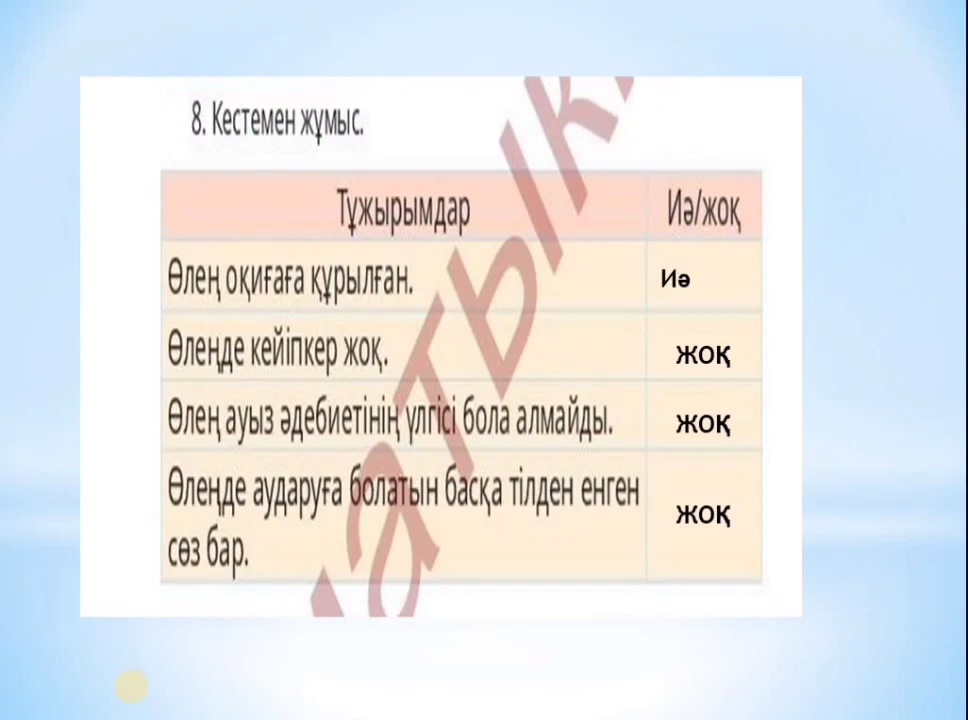 8. Кестемен жұмыс.
Тұжырымдар Иә/жоқ
Өлең оқиғаға құрылған. Иә
Өлеңде кейіпкер жоқ. жоқ
Өлең ауыз әдебиетінің үлгісі бола алмайды. жоқ
Өлеңде аударуға болатын басқа тілден енген
сөз бар. жоқ